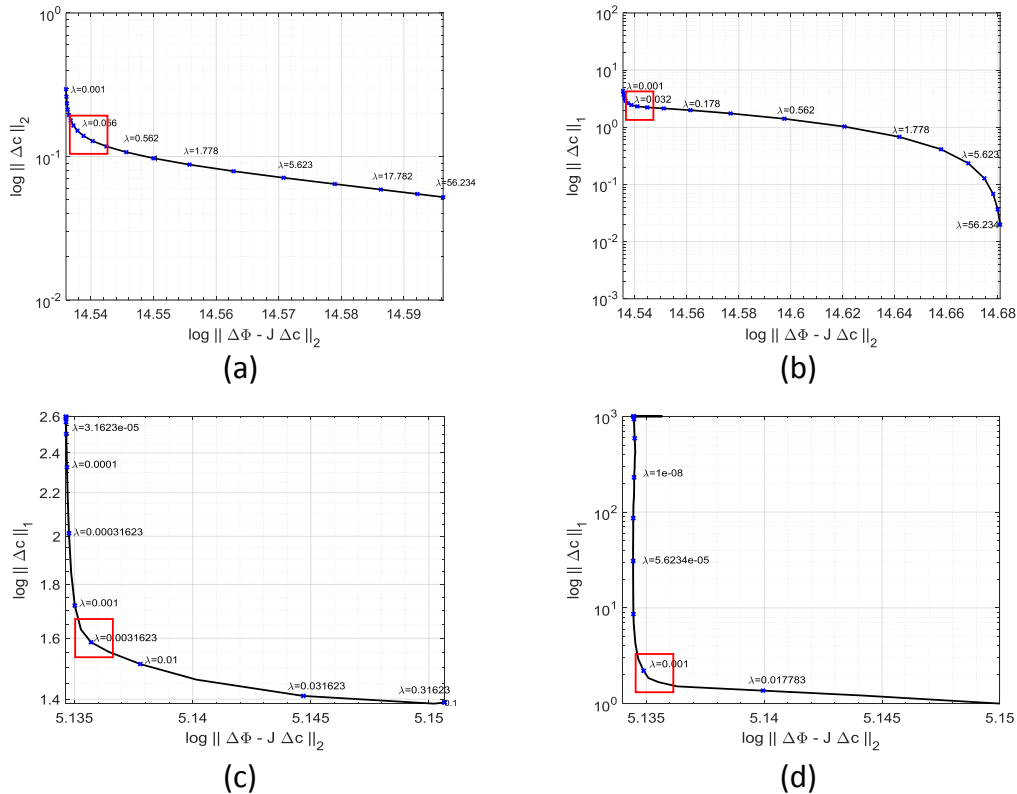 10^0
10^-1
10^-2
log || Δc ||_2
λ=0.001
λ=0.056
λ=0.562
λ=1.778
λ=5.623
λ=17.782
λ=56.234
14.54 14.55 14.56 14.57 14.58 14.59
log || ΔΦ - J Δc ||_2
(a)
10^2
10^1
10^0
10^-1
10^-2
10^-3
log || Δc ||_1
λ=0.001
λ=0.032
λ=0.178
λ=0.562
λ=1.778
λ=5.623
λ=56.234
14.54 14.56 14.58 14.6 14.62 14.64 14.66 14.68
log || ΔΦ - J Δc ||_2
(b)
2.6
2.4
2.2
2
1.8
1.6
1.4
log || Δc ||_1
λ=3.1623e-05
λ=0.0001
λ=0.00031623
λ=0.001
λ=0.0031623
λ=0.01
λ=0.031623
λ=0.31623
0.1
5.135 5.14 5.145 5.15
log || ΔΦ - J Δc ||_2
(c)
10^3
10^2
10^1
10^0
log || Δc ||_1
λ=1e-08
λ=5.6234e-05
λ=0.001
λ=0.017783
5.135 5.14 5.145 5.15
log || ΔΦ - J Δc ||_2
(d)